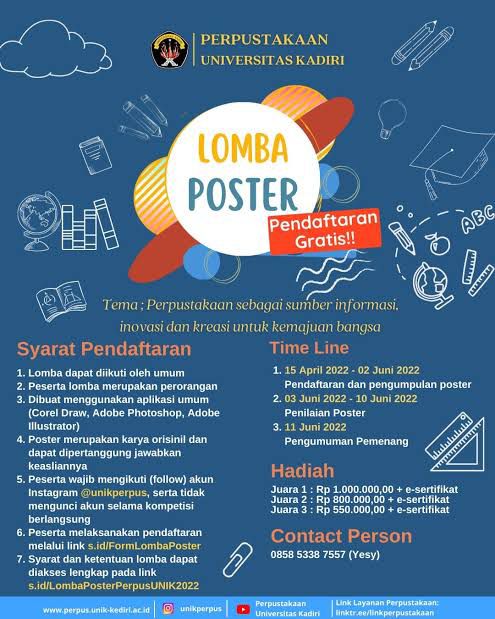 PERPUSTAKAAN
UNIVERSITAS KADIRI
LOMBA
POSTER
Pendaftaran
Gratis!!
ABC
Tema ; Perpustakaan sebagai sumber informasi,
inovasi dan kreasi untuk kemajuan bangsa
Syarat Pendaftaran
1. Lomba dapat diikuti oleh umum
2. Peserta lomba merupakan perorangan
3. Dibuat menggunakan aplikasi umum
(Corel Draw, Adobe Photoshop, Adobe
Illustrator)
4. Poster merupakan karya orisinil dan
dapat dipertanggung jawabkan
keasliannya
5. Peserta wajib mengikuti (follow) akun
Instagram @unikperpus, serta tidak
mengunci akun selama kompetisi
berlangsung
6. Peserta melaksanakan pendaftaran
melalui link s.id/FormLombaPoster
7. Syarat dan ketentuan lomba dapat
diakses lengkap pada link
s.id/LombaPosterPerpusUNIK2022
Time Line
1. 15 April 2022 - 02 Juni 2022
Pendaftaran dan pengumpulan poster
2. 03 Juni 2022 - 10 Juni 2022
Penilaian Poster
3. 11 Juni 2022
Pengumuman Pemenang
Hadiah
Juara 1 : Rp 1.000.000,00 + e-sertifikat
Juara 2 : Rp 800.000,00 + e-sertifikat
Juara 3 : Rp 550.000,00 + e-sertifikat
Contact Person
0858 5338 7557 (Yesy)
www.perpus.unik-kediri.ac.id
unikperpus
Perpustakaan
Universitas Kadiri
Link Layanan Perpustakaan:
linktr.ee/linkperpustakaan